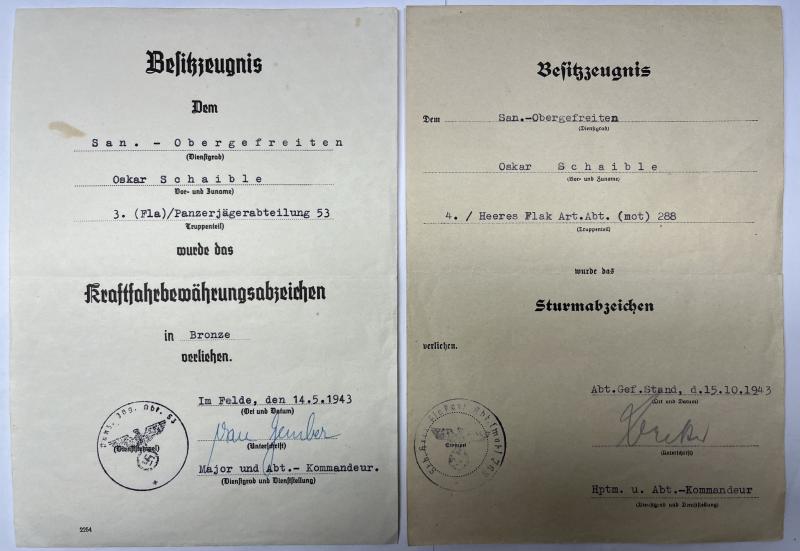 Besitzzeugnis
Dem
San. - Obergefreiten
(Dienstgrad)
Oskar Schaible
(Vor- und Zuname)
3. (Fla)/Panzerjägerabteilung 53
(Truppenteil)
wurde das
Kraftfahrbewährungsabzeichen
in Bronze
verliehen.
Im Felde, den 14.5.1943
(Ort und Datum)
(Dienststempel)
(Unterschrift)
Major und Abt.- Kommandeur.
(Dienstgrad und Dienststellung)
2254
Besitzzeugnis
Dem San.-Obergefreiten
(Dienstgrad)
Oskar Schaible
(Vor- und Zuname)
4. / Heeres Flak Art.Abt. (mot) 288
(Truppenteil)
wurde das
Sturmabzeichen
verliehen.
Abt.Gef.Stand, d.15.10.1943
(Ort und Datum)
(Unterschrift)
Hptm. u. Abt.-Kommandeur
(Dienstgrad und Dienststellung)